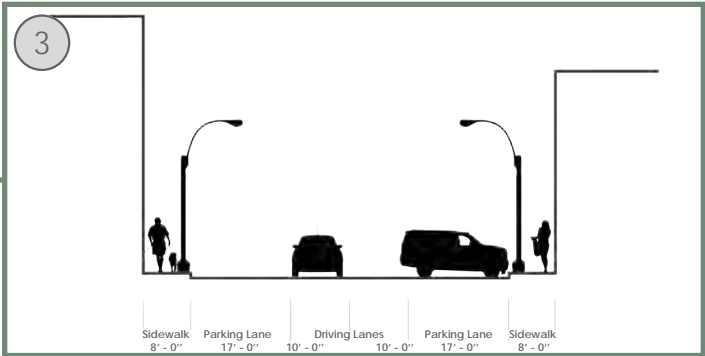 3
Sidewalk Parking Lane Driving Lanes Parking Lane Sidewalk
8' - 0'' 17' - 0'' 10' - 0'' 10' - 0'' 17' - 0'' 8' - 0''